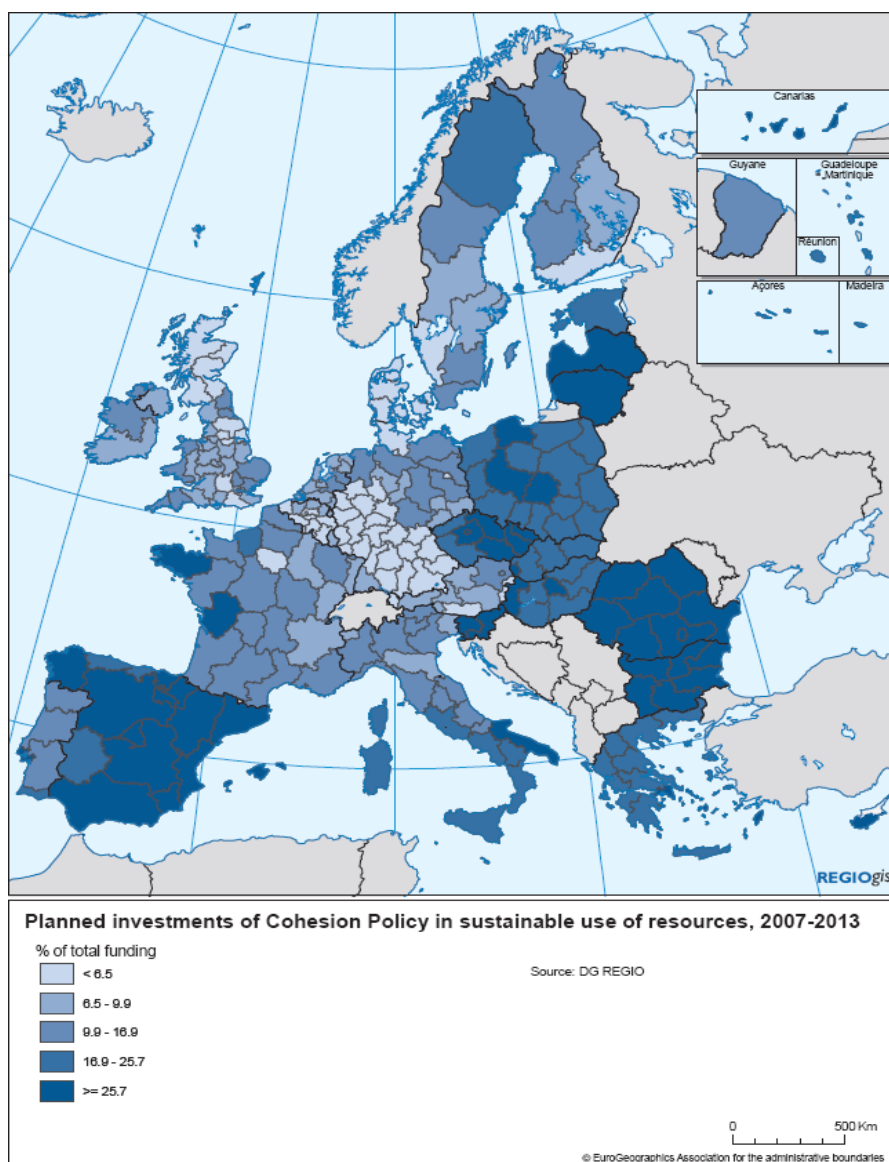 Canarias
Guyane
Guadeloupe
Martinique
Réunion
Açores
Madeira
REGIOgis
Planned investments of Cohesion Policy in sustainable use of resources, 2007-2013
% of total funding
< 6.5
Source: DG REGIO
6.5 - 9.9
9.9 - 16.9
16.9 - 25.7
>= 25.7
0 500 Km
© EuroGeographics Association for the administrative boundaries